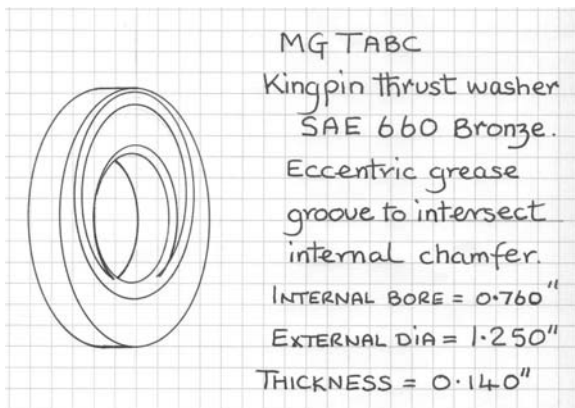 MG TABC
Kingpin thrust washer
SAE 660 Bronze.
Eccentric grease
groove to intersect
internal chamfer.
INTERNAL BORE = 0.760"
EXTERNAL DIA = 1.250"
THICKNESS = 0.140"